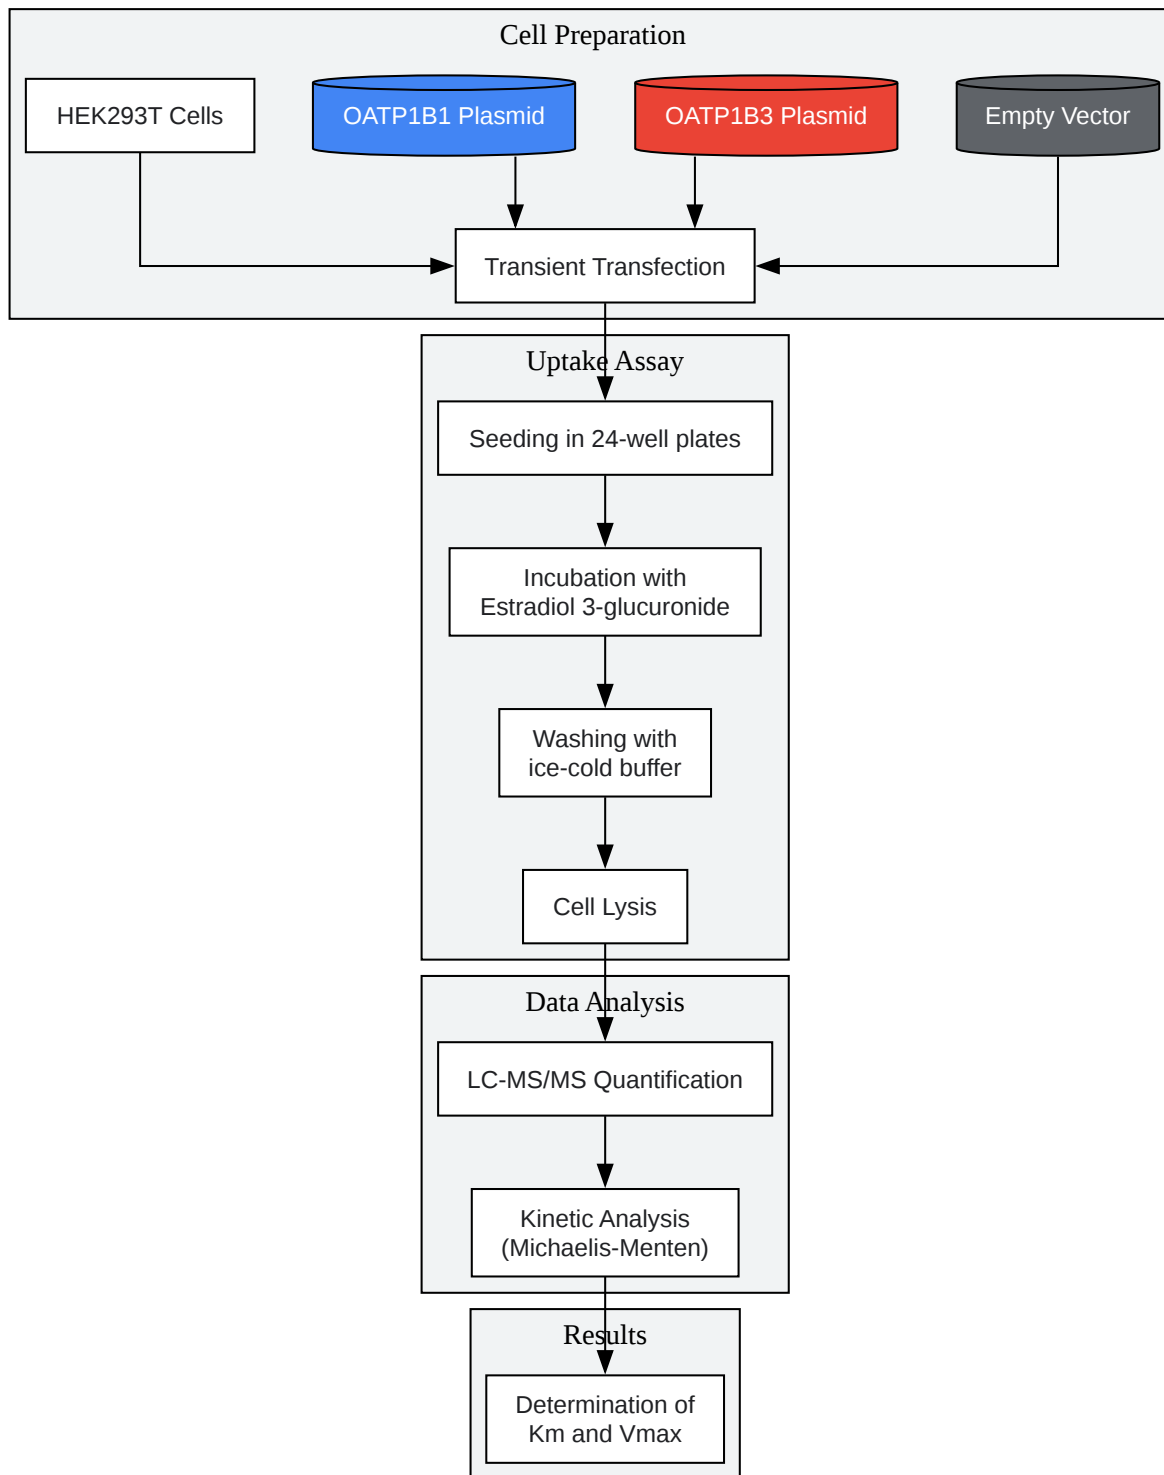 Cell Preparation
HEK293T Cells
OATP1B1 Plasmid
OATP1B3 Plasmid
Empty Vector
Transient Transfection
Uptake Assay
Seeding in 24-well plates
Incubation with
Estradiol 3-glucuronide
Washing with
ice-cold buffer
Cell Lysis
Data Analysis
LC-MS/MS Quantification
Kinetic Analysis
(Michaelis-Menten)
Results
Determination of
Km and Vmax